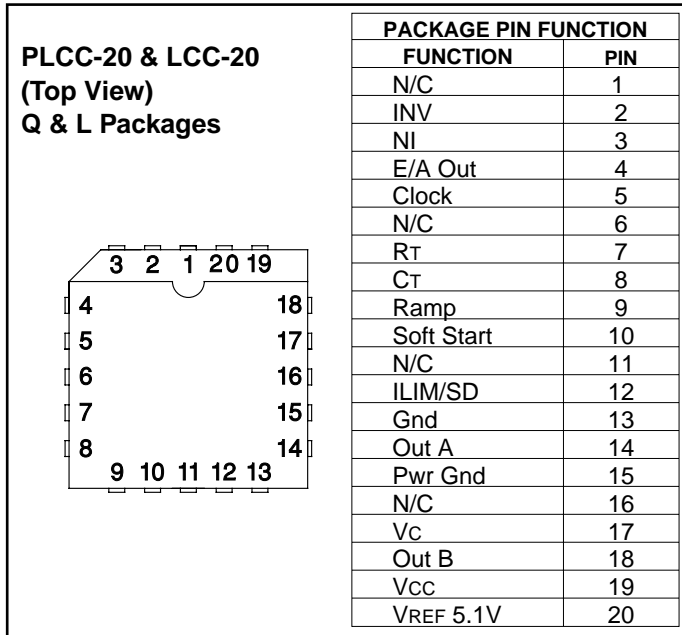 PLCC-20 & LCC-20
(Top View)
Q & L Packages
3 2 1 20 19
4 18
5 17
6 16
7 15
8 14
9 10 11 12 13
PACKAGE PIN FUNCTION
FUNCTION PIN
N/C 1
INV 2
NI 3
E/A Out 4
Clock 5
N/C 6
RT 7
CT 8
Ramp 9
Soft Start 10
N/C 11
ILIM/SD 12
Gnd 13
Out A 14
Pwr Gnd 15
N/C 16
VC 17
Out B 18
VCC 19
VREF 5.1V 20